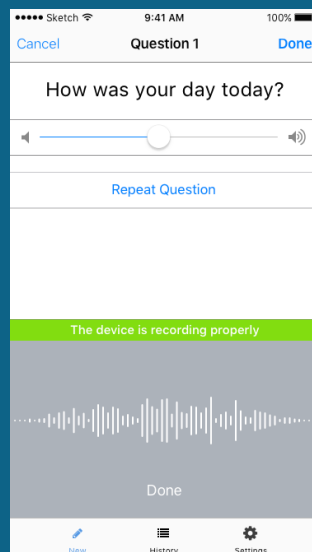 Sketch 9:41 AM 100%
Cancel Question 1 Done
How was your day today?
Repeat Question
The device is recording properly
Done
New History Settings